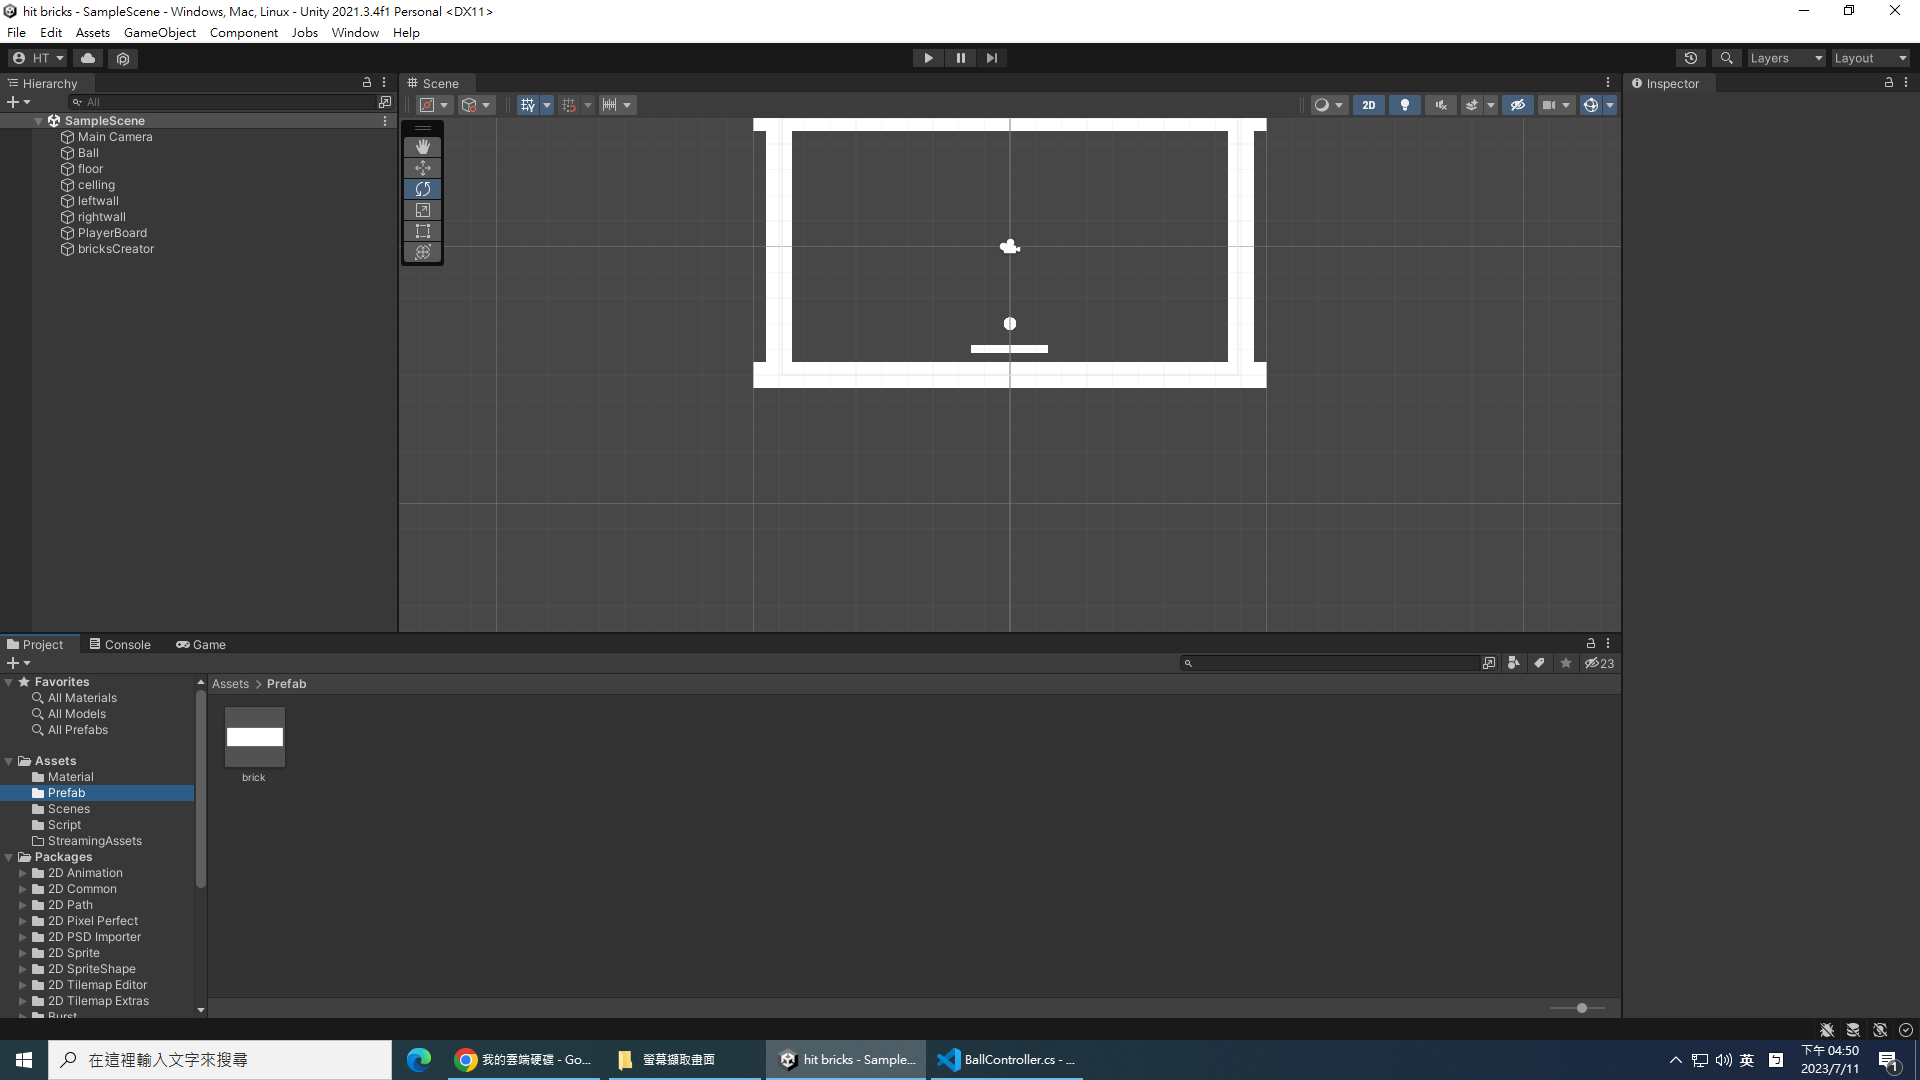 hit bricks - SampleScene - Windows, Mac, Linux - Unity 2021.3.4f1 Personal <DX11>
File Edit Assets GameObject Component Jobs Window Help
HT Layers Layout
Hierarchy Scene Inspector
All 2D
SampleScene
Main Camera
Ball
floor
celling
leftwall
rightwall
PlayerBoard
bricksCreator
Project Console Game
23
Favorites
All Materials
All Models
All Prefabs
Assets
Material
Prefab
Scenes
Script
StreamingAssets
Packages
2D Animation
2D Common
2D Path
2D Pixel Perfect
2D PSD Importer
2D Sprite
2D SpriteShape
2D Tilemap Editor
2D Tilemap Extras
Burst
Assets > Prefab
brick
在這裡輸入文字來搜尋
我的雲端硬碟 - Go...
螢幕擷取畫面
hit bricks - Sample...
BallController.cs - ...
英
下午 04:50
2023/7/11
1